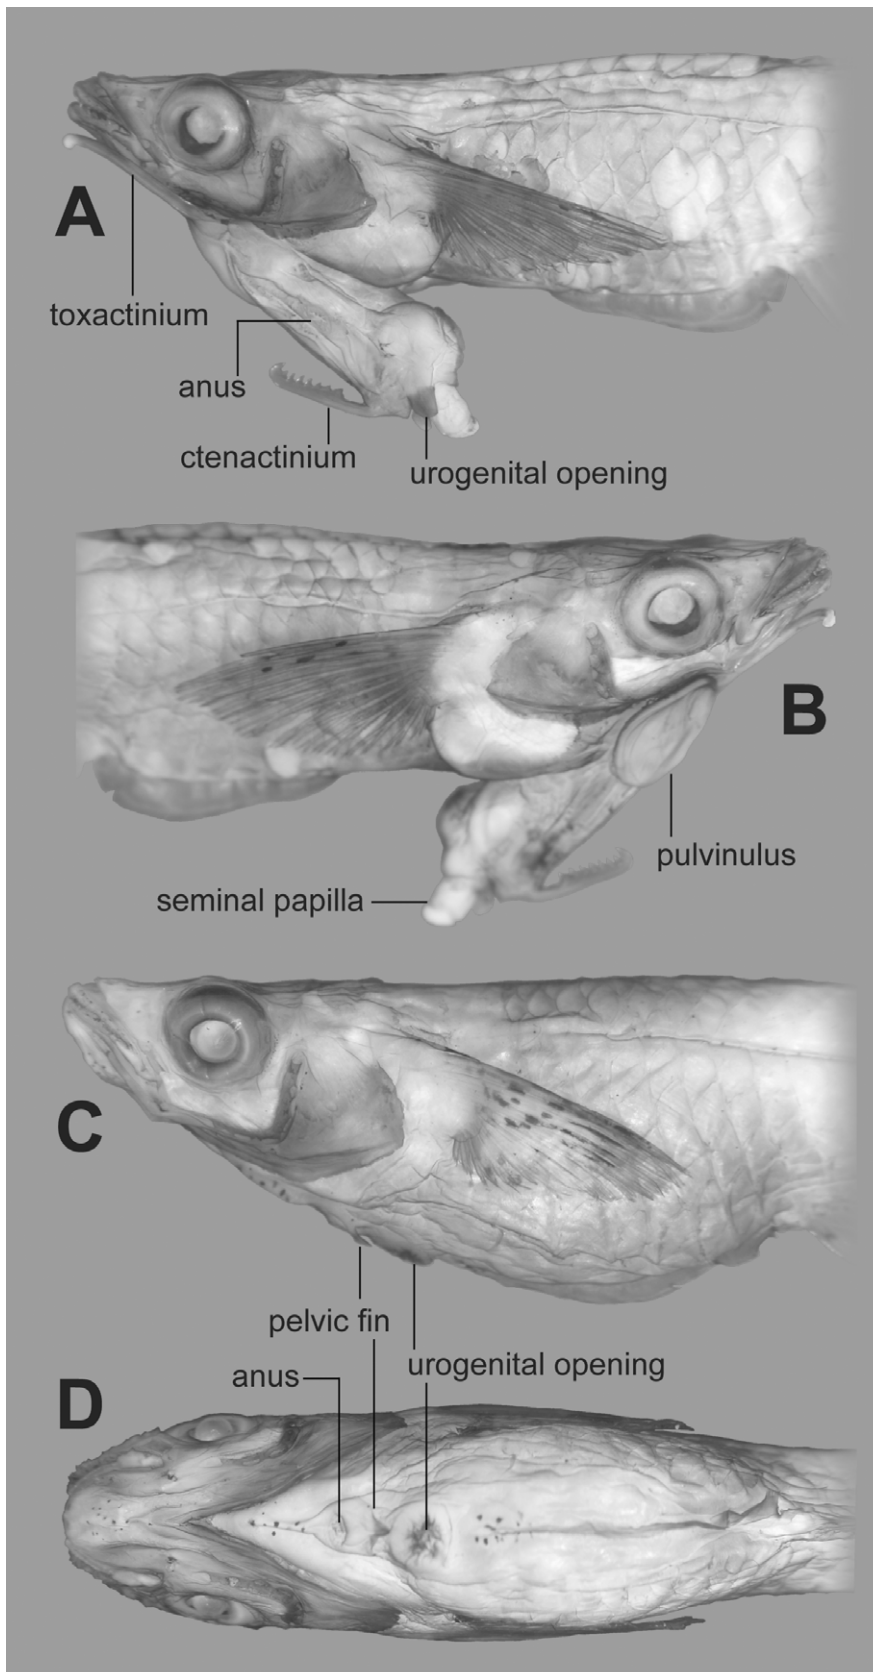 A
toxactinium
anus
ctenactinium
urogenital opening
B
pulvinulus
seminal papilla
C
pelvic fin
urogenital opening
anus
D